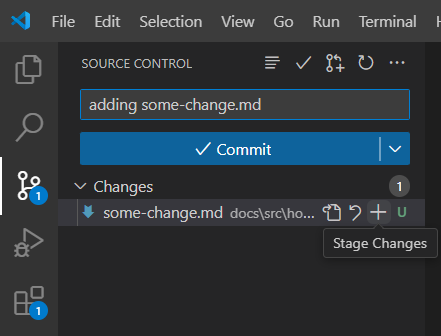 File Edit Selection View Go Run Terminal
SOURCE CONTROL
adding some-change.md
Commit
1
Changes 1
some-change.md docs\src\ho... U
Stage Changes
1